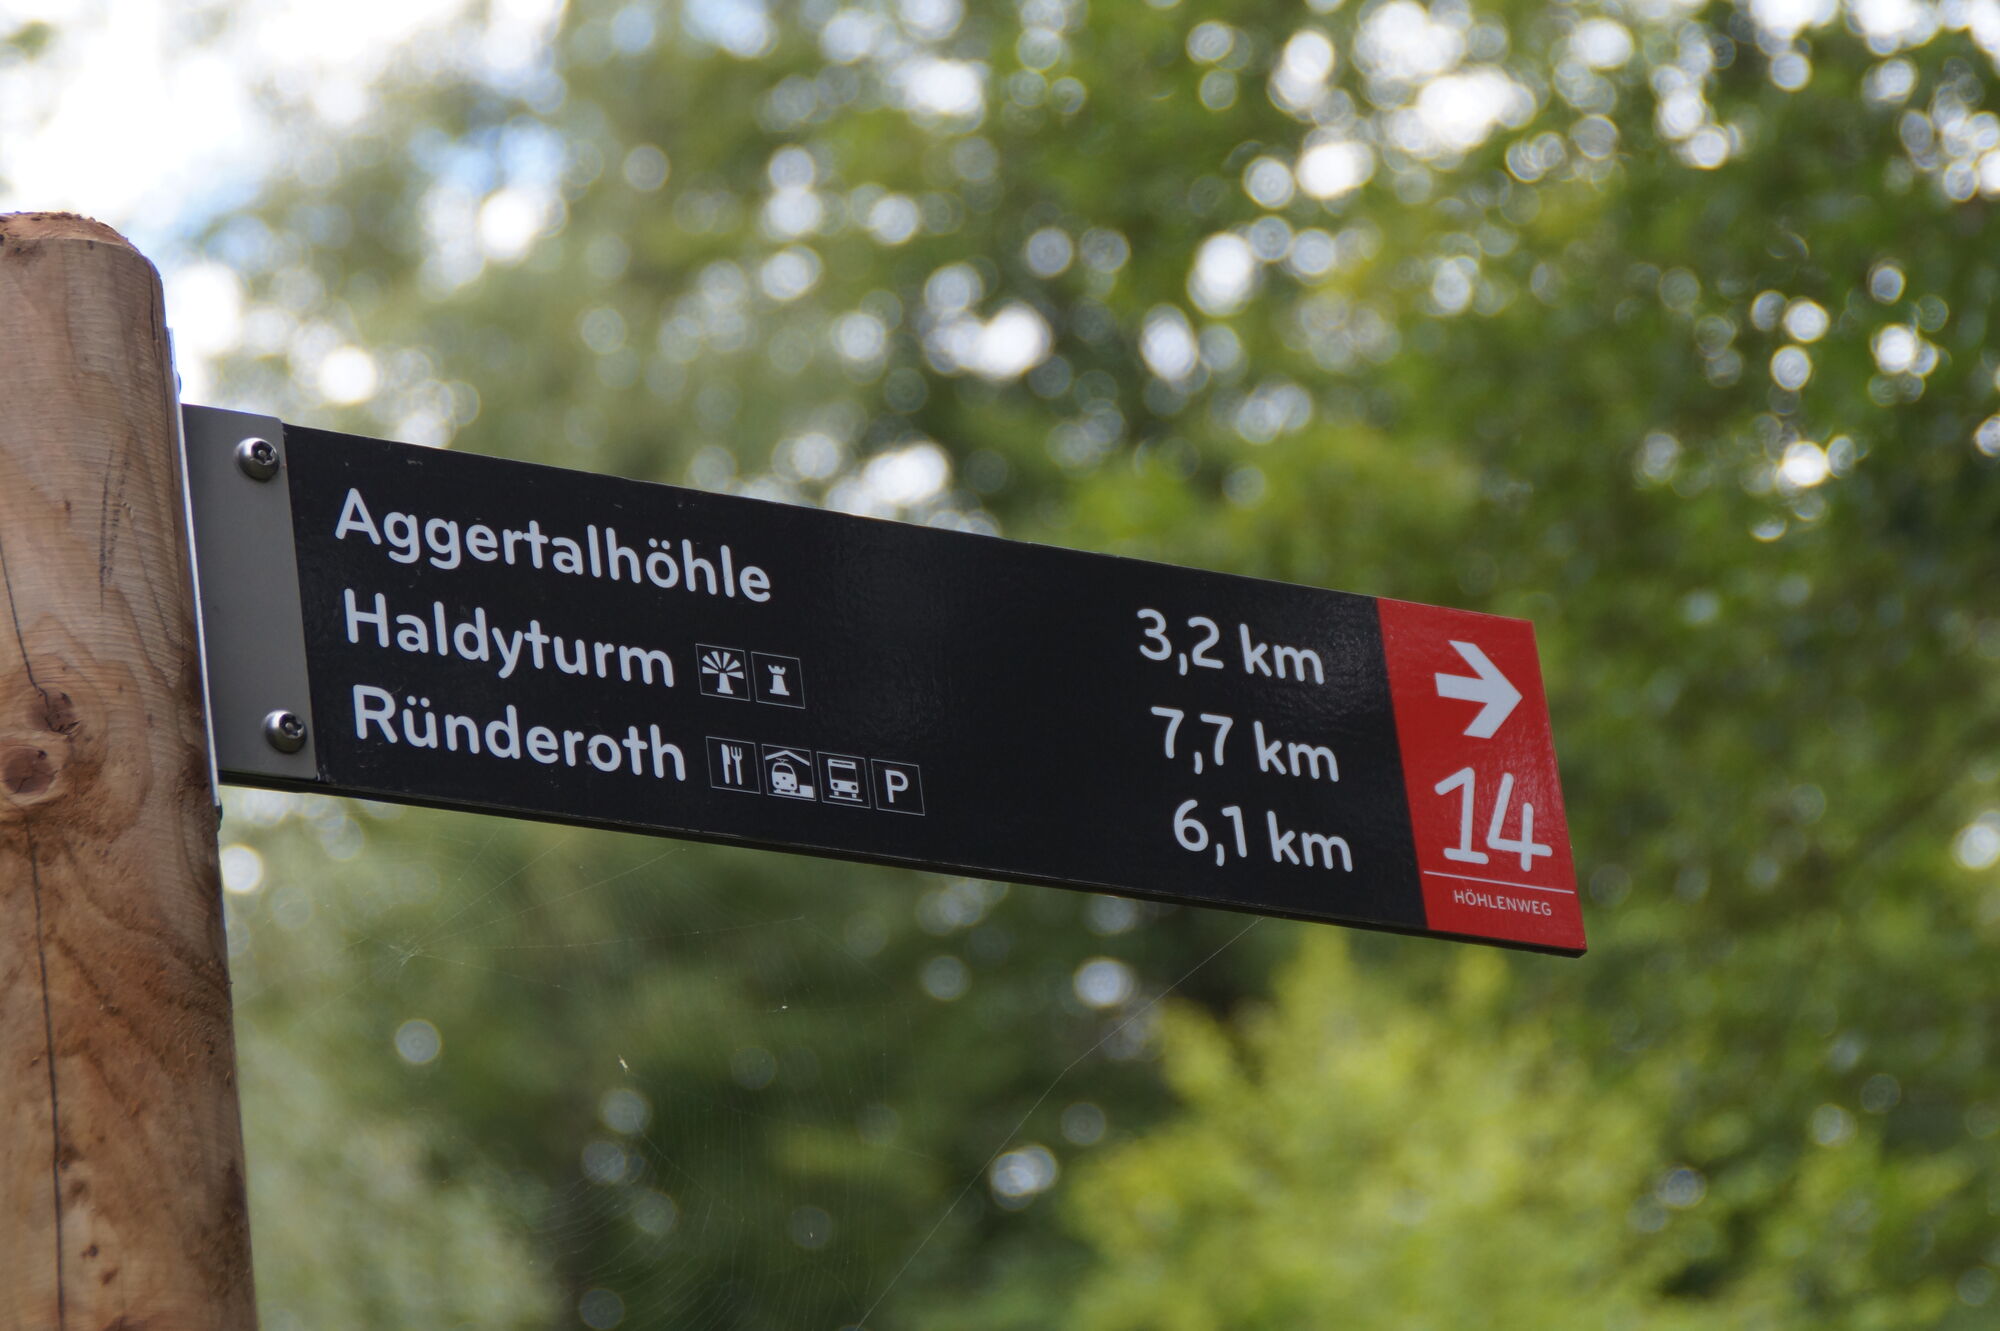 Aggertalhöhle 3,2 km
Haldyturm 7,7 km
Ründeroth P 6,1 km
14
HÖHLENWEG